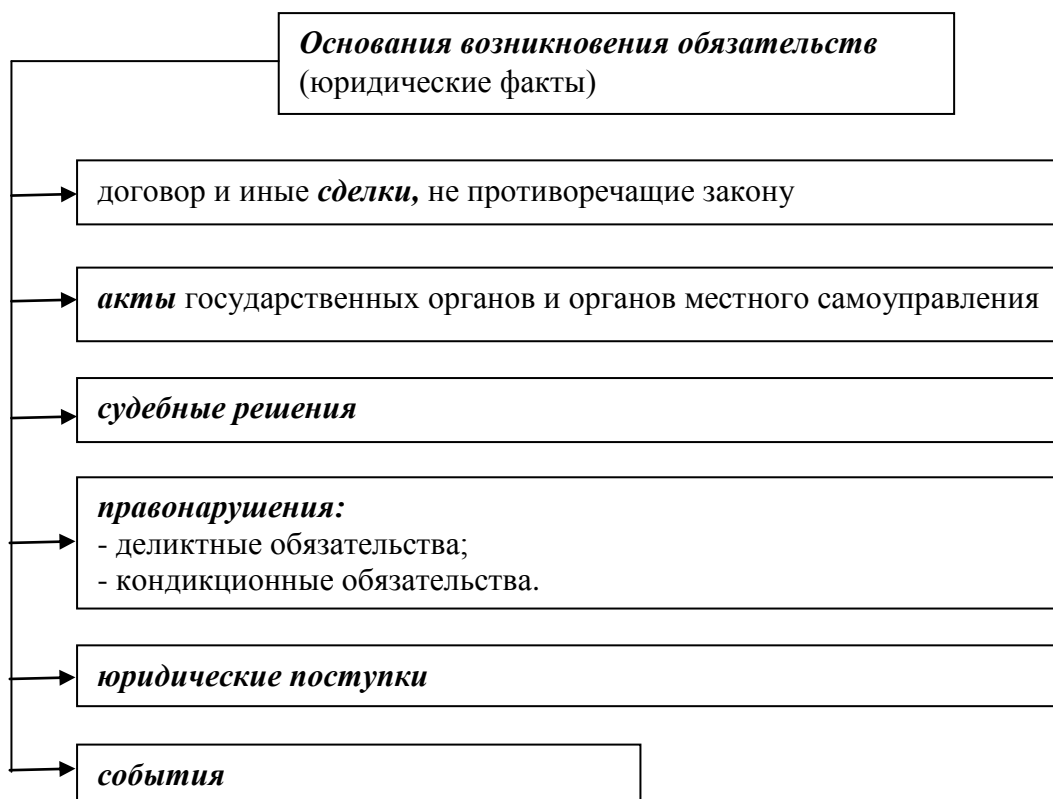 Основания возникновения обязательств
(юридические факты)
договор и иные сделки, не противоречащие закону
акты государственных органов и органов местного самоуправления
судебные решения
правонарушения:
- деликтные обязательства;
- кондикционные обязательства.
юридические поступки
события